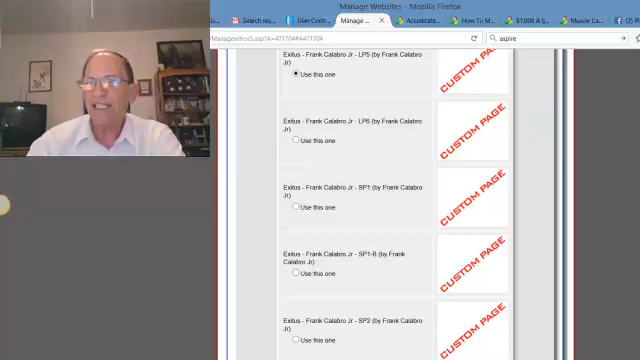 Manage Websites - Mozilla Firefox
Search res
User Contr
Manage ...
Accelerate
How To M
$1,000 A S
Muscle Ca
Manageintros5.asp?A=471704#A471704
aspire
Exitus - Frank Calabro Jr - LP5 (by Frank Calabro
Jr)
Use this one
CUSTOM PAGE
Exitus - Frank Calabro Jr - LP6 (by Frank Calabro
Jr)
Use this one
CUSTOM PAGE
Exitus - Frank Calabro Jr - SP1 (by Frank Calabro
Jr)
Use this one
CUSTOM PAGE
Exitus - Frank Calabro Jr - SP1-B (by Frank
Calabro Jr)
Use this one
CUSTOM PAGE
Exitus - Frank Calabro Jr - SP2 (by Frank Calabro
Jr)
Use this one
CUSTOM PAGE